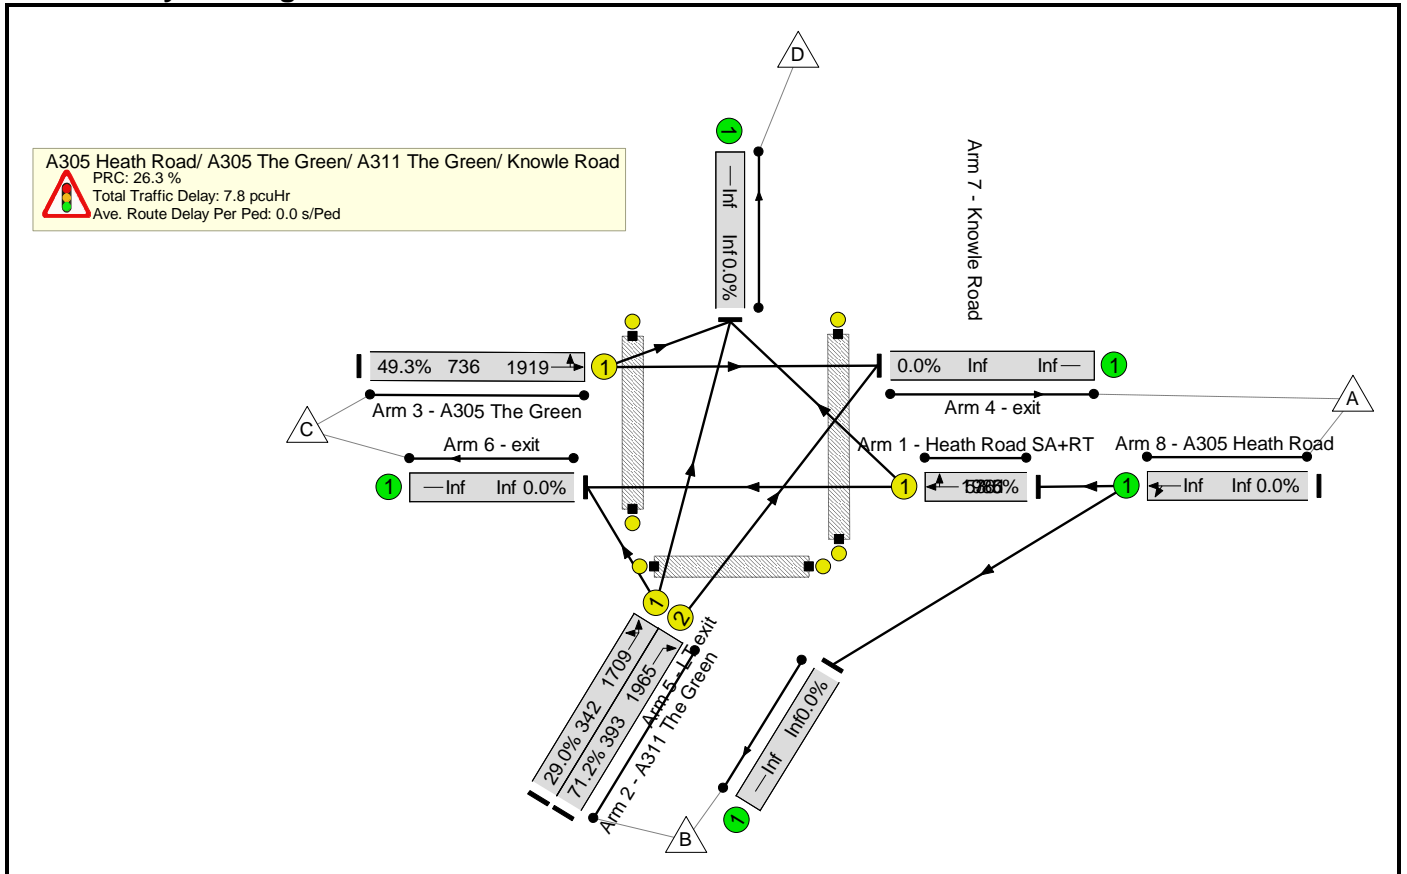 A305 Heath Road/ A305 The Green/ A311 The Green/ Knowle Road
PRC: 26.3 %
Total Traffic Delay: 7.8 pcuHr
Ave. Route Delay Per Ped: 0.0 s/Ped
D
1
Inf Inf 0.0%
Arm 7 - Knowle Road
49.3% 736 1919
1
Arm 3 - A305 The Green
0.0% Inf Inf
1
Arm 4 - exit
A
C
Arm 6 - exit
1
Inf Inf 0.0%
Arm 1 - Heath Road SA+RT
1
Arm 8 - A305 Heath Road
1
Inf Inf 0.0%
1
2
29.0% 342 1709
71.2% 393 1965
Arm 5 - LT exit
Arm 2 - A311 The Green
Inf Inf 0.0%
1
B